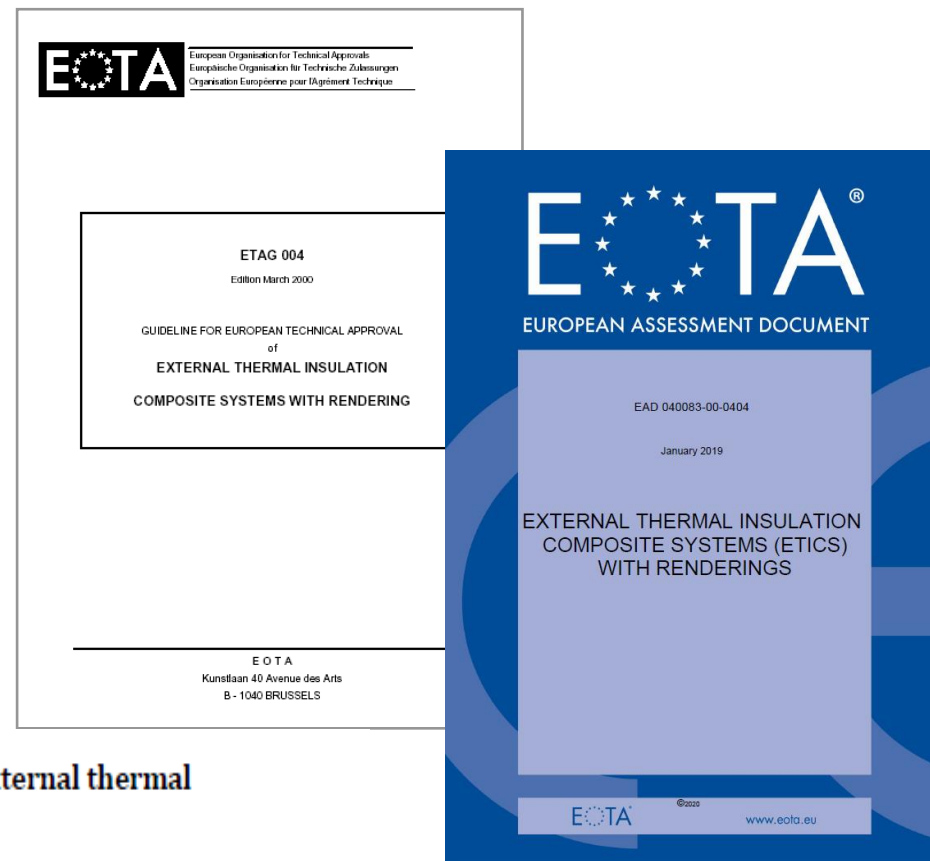 EOTA
European Organisation for Technical Approvals
Europäische Organisation für Technische Zulassungen
Organisation Européenne pour l'Agrément Technique
ETAG 004
Edition March 2000
GUIDELINE FOR EUROPEAN TECHNICAL APPROVAL
of
EXTERNAL THERMAL INSULATION
COMPOSITE SYSTEMS WITH RENDERING
E O T A
Kunstlaan 40 Avenue des Arts
B - 1040 BRUSSELS
EOTA®
EUROPEAN ASSESSMENT DOCUMENT
EAD 040083-00-0404
January 2019
EXTERNAL THERMAL INSULATION
COMPOSITE SYSTEMS (ETICS)
WITH RENDERINGS
EOTA ©2020 www.eota.eu
thermal